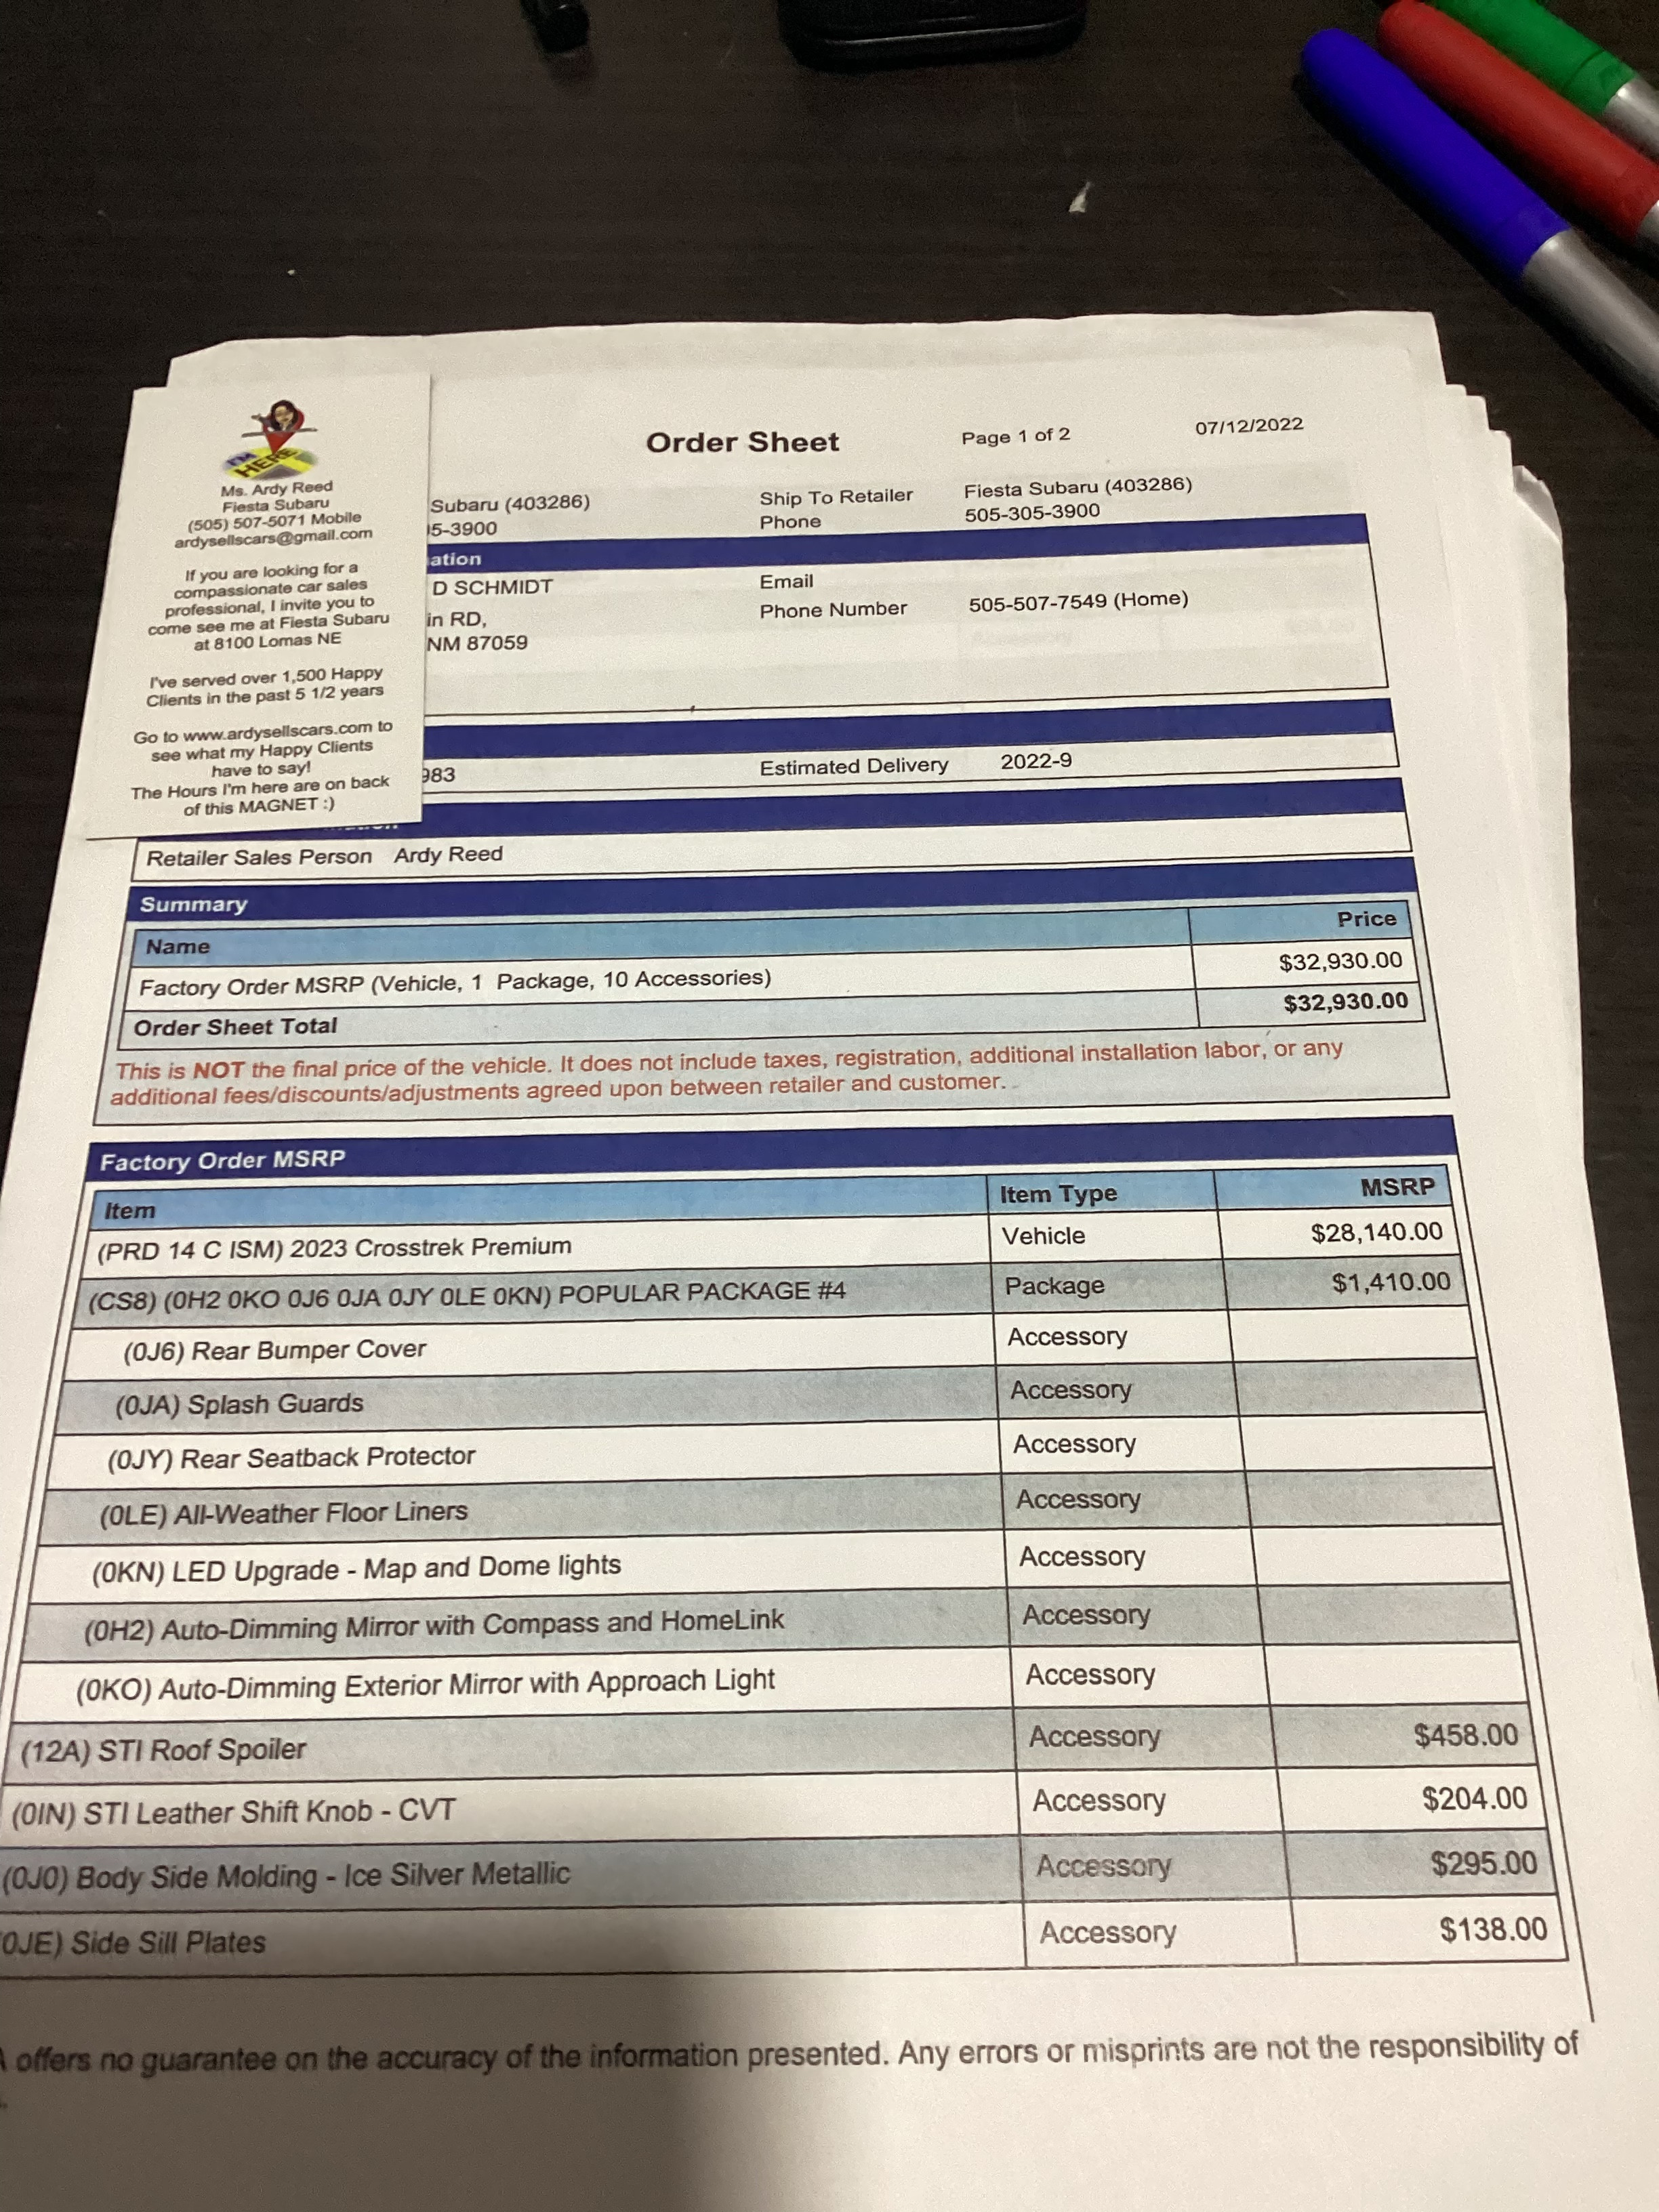 I'M
HERE
Ms. Ardy Reed
Fiesta Subaru
(505) 507-5071 Mobile
ardysellscars@gmail.com
If you are looking for a
compassionate car sales
professional, I invite you to
come see me at Fiesta Subaru
at 8100 Lomas NE
I've served over 1,500 Happy
Clients in the past 5 1/2 years
Go to www.ardysellscars.com to
see what my Happy Clients
have to say!
The Hours I'm here are on back
of this MAGNET :)
Order Sheet Page 1 of 2 07/12/2022
Subaru (403286) Ship To Retailer Fiesta Subaru (403286)
5-3900 Phone 505-305-3900
ation
D SCHMIDT Email
Phone Number 505-507-7549 (Home)
in RD,
NM 87059
983 Estimated Delivery 2022-9
Retailer Sales Person Ardy Reed
Summary
Name Price
Factory Order MSRP (Vehicle, 1 Package, 10 Accessories) $32,930.00
Order Sheet Total $32,930.00
This is NOT the final price of the vehicle. It does not include taxes, registration, additional installation labor, or any
additional fees/discounts/adjustments agreed upon between retailer and customer.
Factory Order MSRP
Item Item Type MSRP
(PRD 14 C ISM) 2023 Crosstrek Premium Vehicle $28,140.00
(CS8) (0H2 0KO 0J6 0JA 0JY 0LE 0KN) POPULAR PACKAGE #4 Package $1,410.00
(0J6) Rear Bumper Cover Accessory
(0JA) Splash Guards Accessory
(0JY) Rear Seatback Protector Accessory
(0LE) All-Weather Floor Liners Accessory
(0KN) LED Upgrade - Map and Dome lights Accessory
(0H2) Auto-Dimming Mirror with Compass and HomeLink Accessory
(0KO) Auto-Dimming Exterior Mirror with Approach Light Accessory
(12A) STI Roof Spoiler Accessory $458.00
(0IN) STI Leather Shift Knob - CVT Accessory $204.00
(0J0) Body Side Molding - Ice Silver Metallic Accessory $295.00
0JE) Side Sill Plates Accessory $138.00
offers no guarantee on the accuracy of the information presented. Any errors or misprints are not the responsibility of